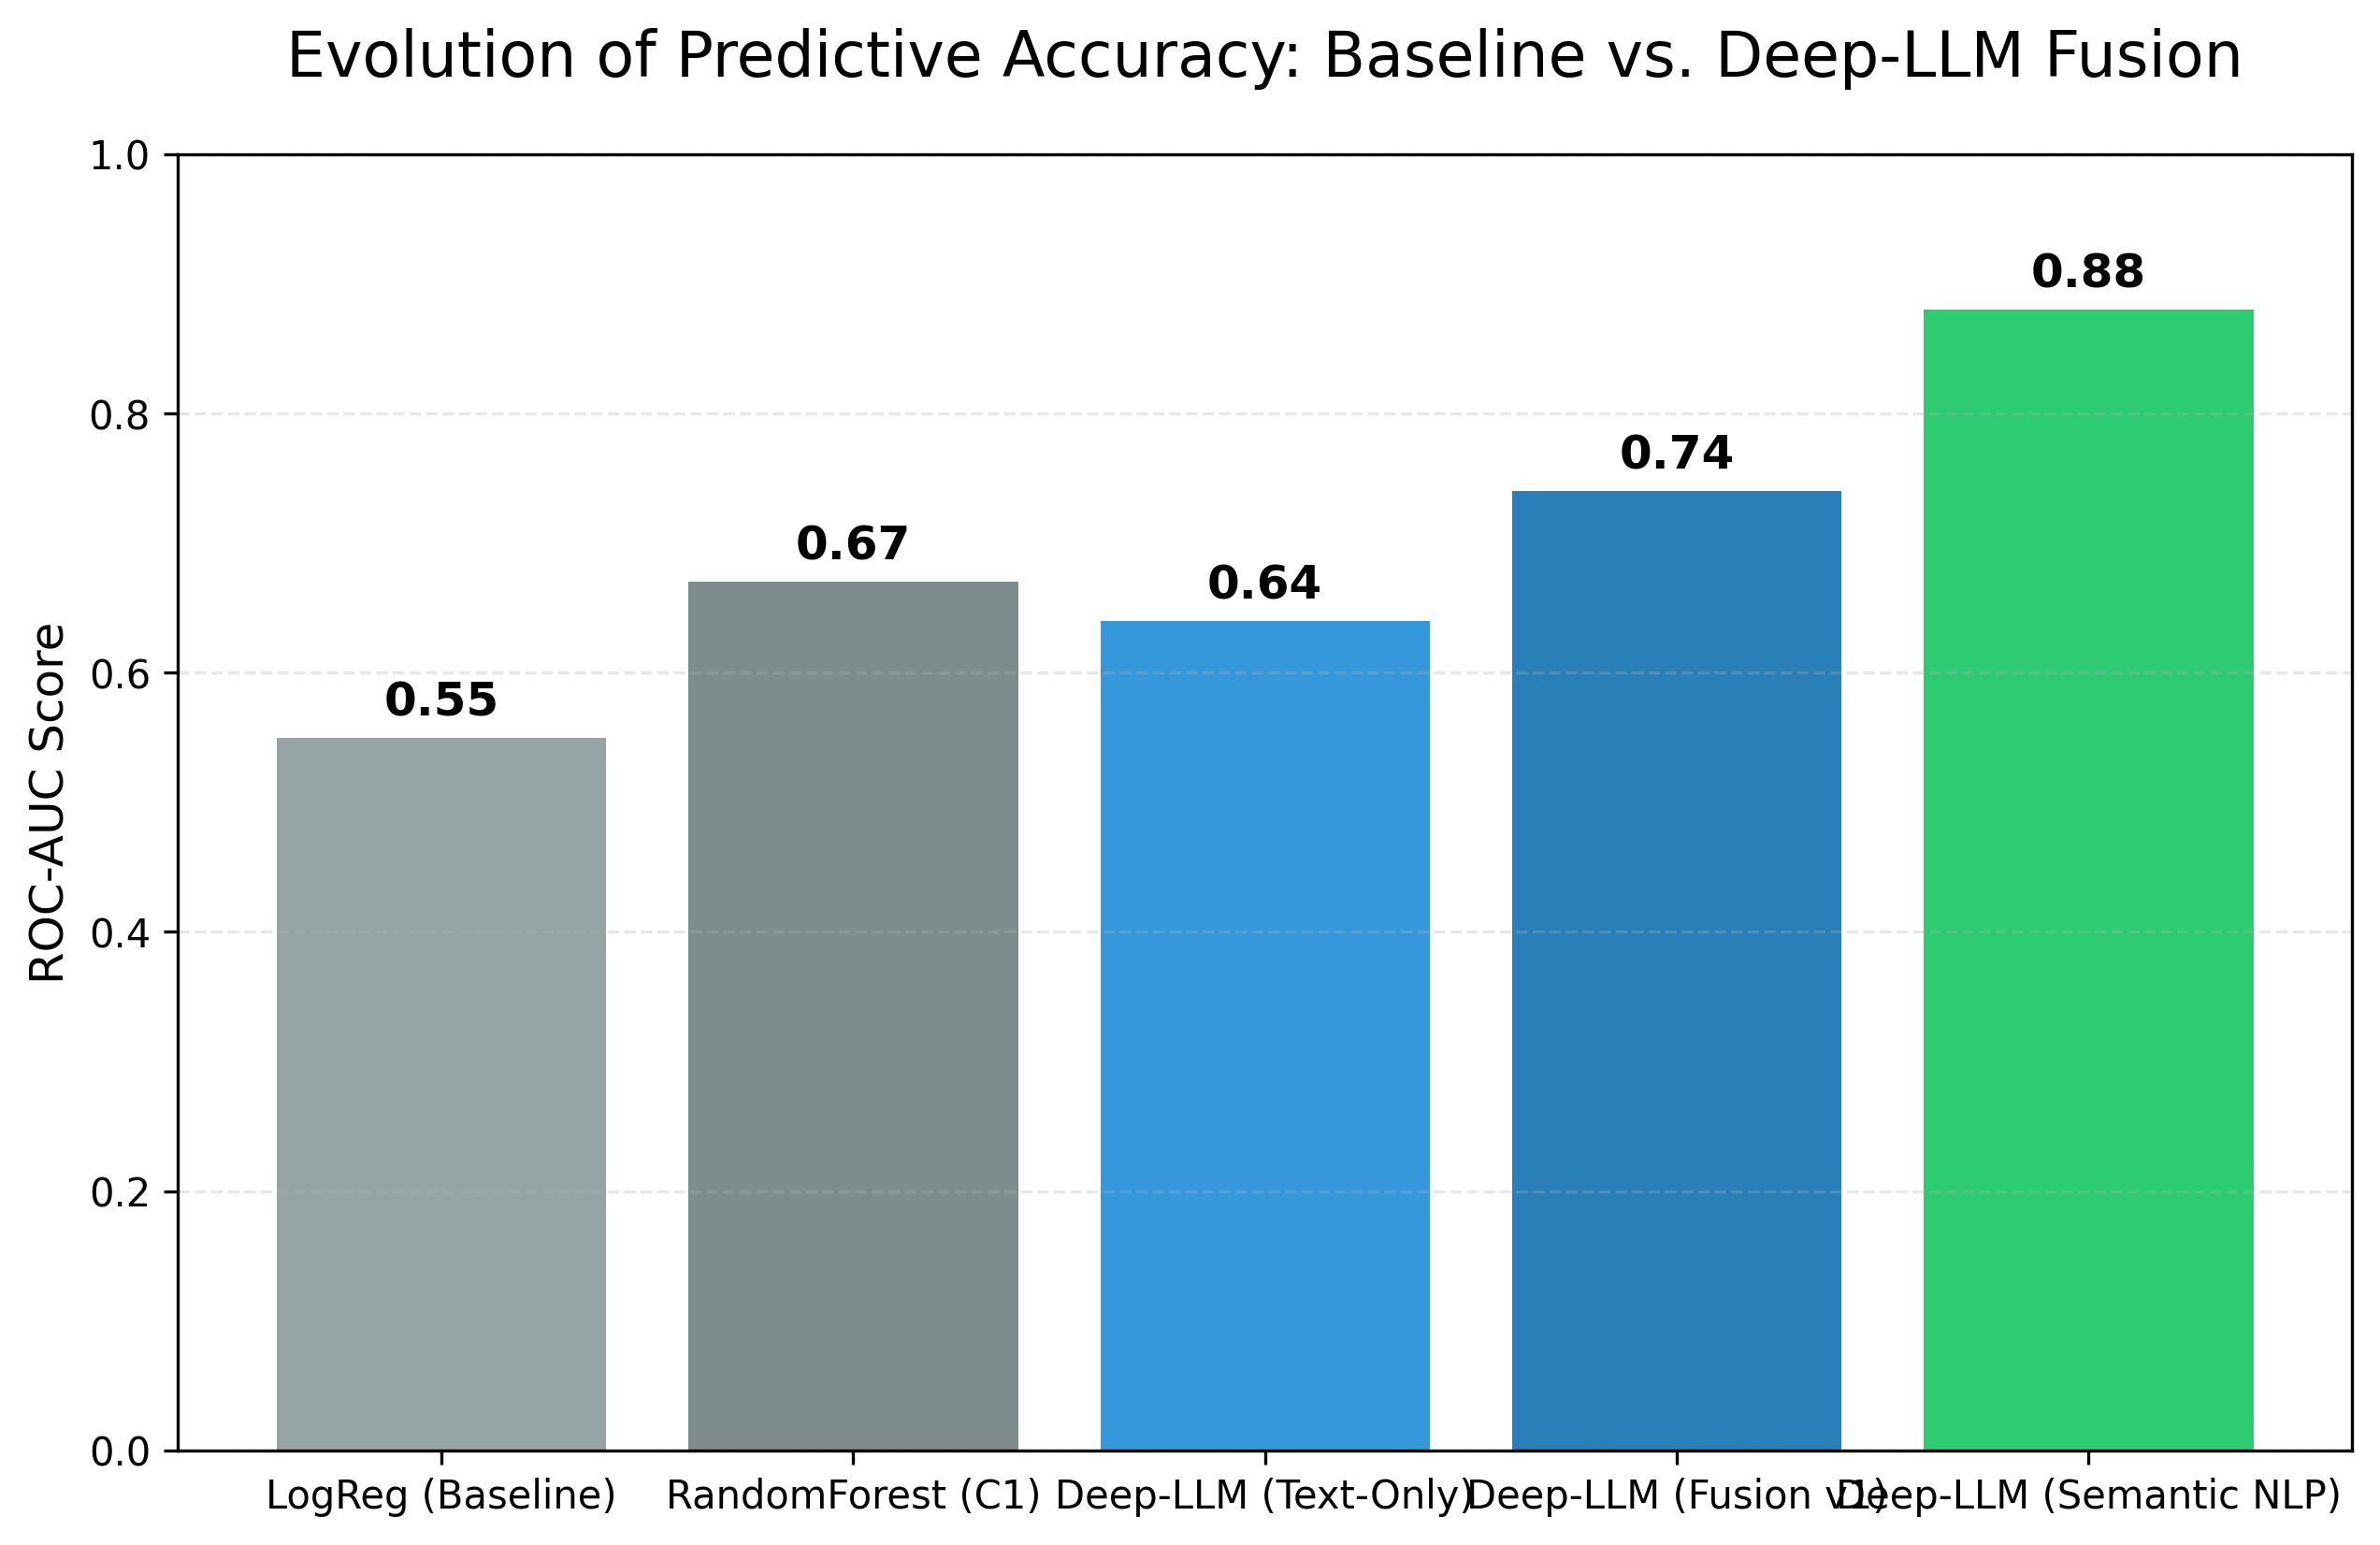 Evolution of Predictive Accuracy: Baseline vs. Deep-LLM Fusion
ROC-AUC Score
1.0
0.8
0.6
0.4
0.2
0.0
0.55
0.67
0.64
0.74
0.88
LogReg (Baseline)
RandomForest (C1)
Deep-LLM (Text-Only)
Deep-LLM (Fusion v1)
Deep-LLM (Semantic NLP)